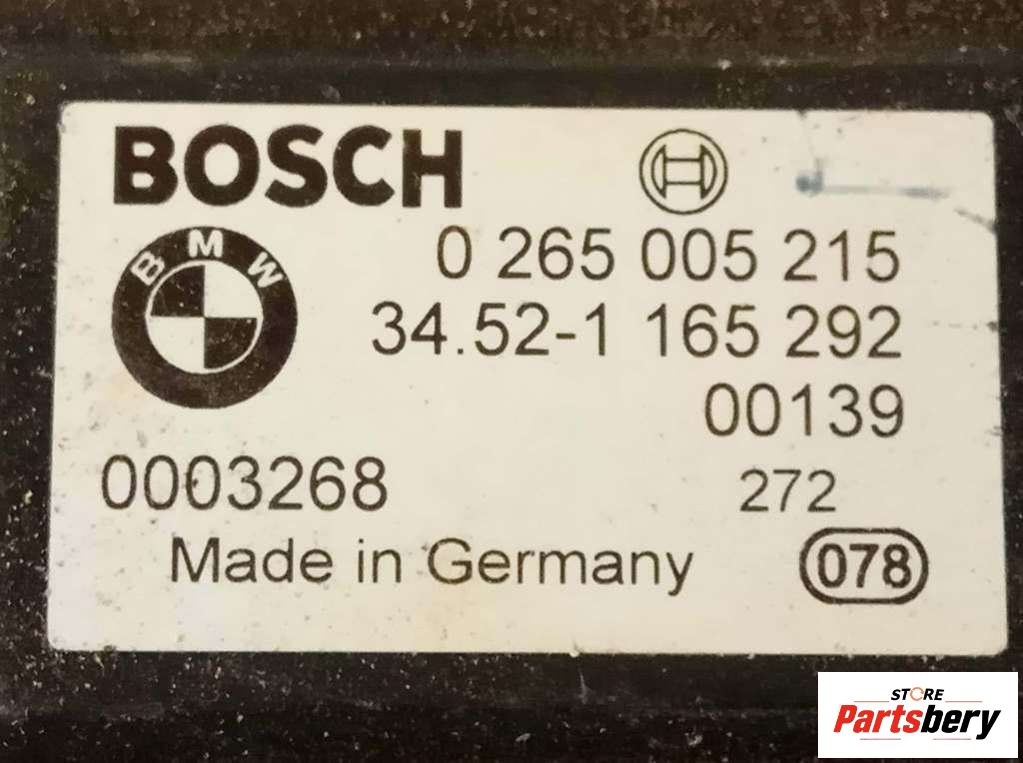 BOSCH
BMW
0 265 005 215
34.52-1 165 292
00139
0003268 272
Made in Germany 078
STORE
Partsbery